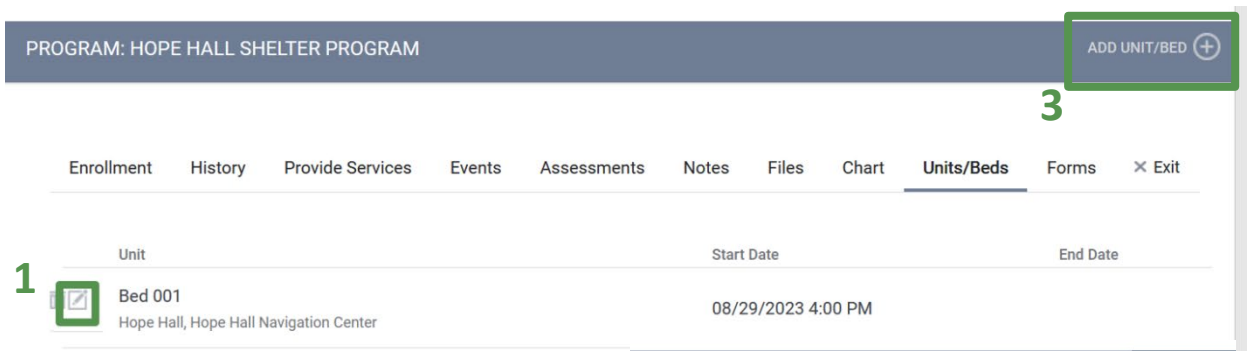 PROGRAM: HOPE HALL SHELTER PROGRAM ADD UNIT/BED
3
Enrollment History Provide Services Events Assessments Notes Files Chart Units/Beds Forms × Exit
Unit Start Date End Date
1
Bed 001 08/29/2023 4:00 PM
Hope Hall, Hope Hall Navigation Center